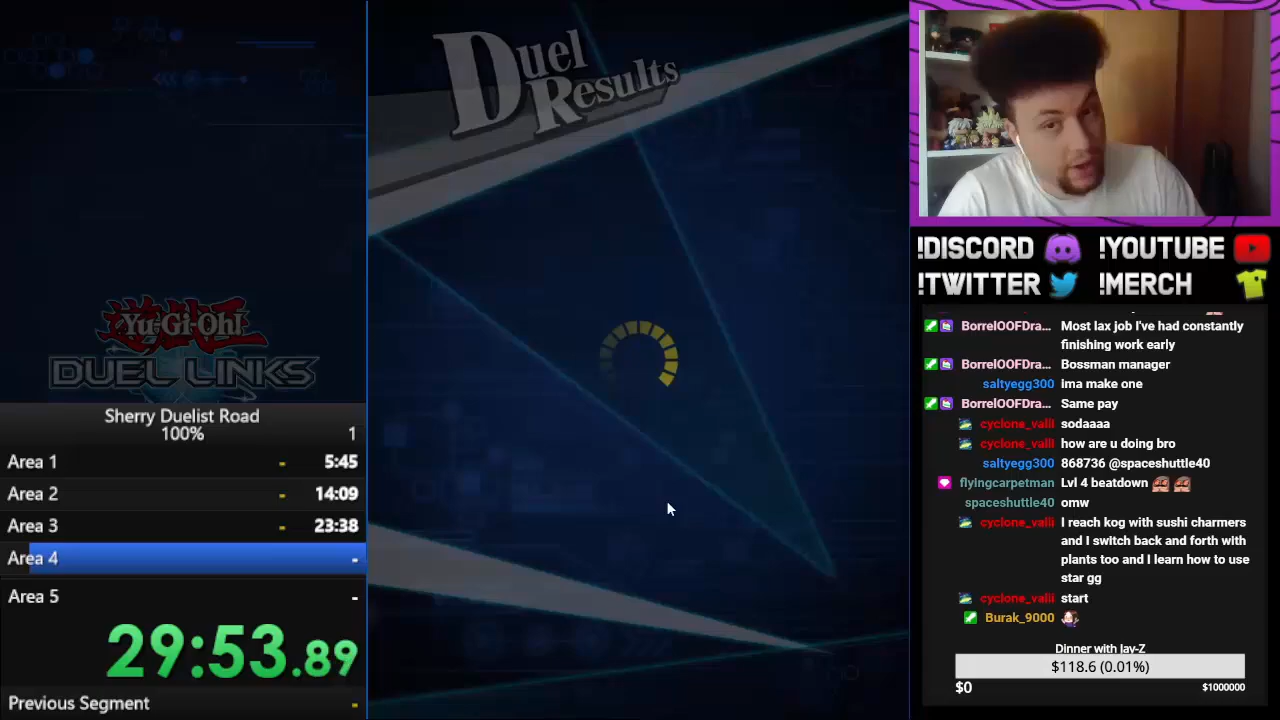 Duel
Results
Yu-Gi-Oh!
DUEL LINKS
Sherry Duelist Road
100% 1
Area 1 - 5:45
Area 2 - 14:09
Area 3 - 23:38
Area 4 -
Area 5 -
29:53.89
Previous Segment -
!DISCORD !YOUTUBE
!TWITTER !MERCH
BorrelOOFDra... Most lax job I've had constantly
finishing work early
BorrelOOFDra... Bossman manager
saltyegg300 ima make one
BorrelOOFDra... Same pay
cyclone_valli sodaaaa
cyclone_valli how are u doing bro
saltyegg300 868736 @spaceshuttle40
flyingcarpetman Lvl 4 beatdown
spaceshuttle40 omw
cyclone_valli I reach kog with sushi charmers
and I switch back and forth with
plants too and I learn how to use
star gg
cyclone_valli start
Burak_9000
Dinner with Jay-Z
$118.6 (0.01%)
$0 $1000000